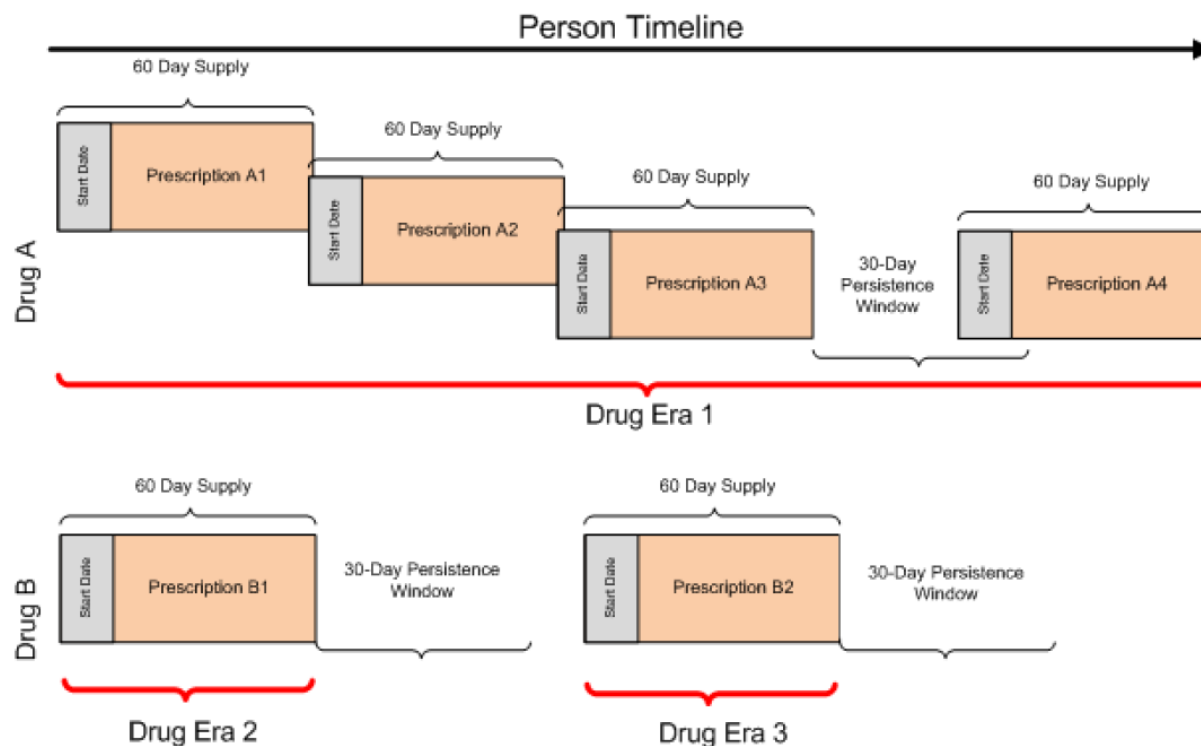 Person Timeline
60 Day Supply
Start Date
Prescription A1
60 Day Supply
Start Date
Prescription A2
60 Day Supply
Start Date
Prescription A3
30-Day
Persistence
Window
60 Day Supply
Start Date
Prescription A4
Drug A
Drug Era 1
60 Day Supply
Start Date
Prescription B1
30-Day Persistence
Window
60 Day Supply
Start Date
Prescription B2
30-Day Persistence
Window
Drug B
Drug Era 2
Drug Era 3